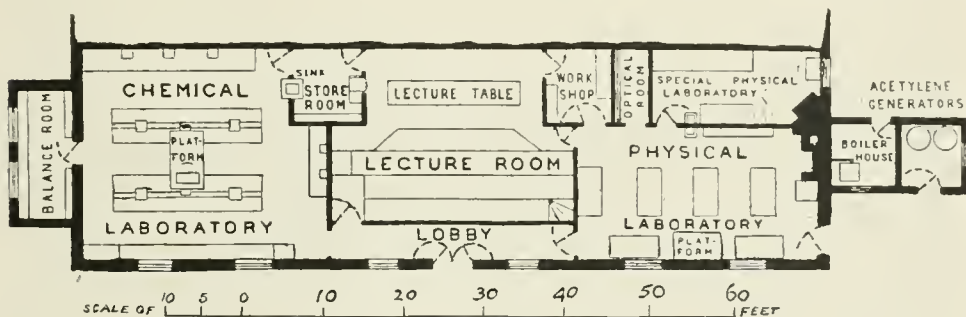 BALANCE ROOM
CHEMICAL
PLAT-
FORM
LABORATORY
SINK
STORE
ROOM
LECTURE TABLE
LECTURE ROOM
LOBBY
WORK
SHOP
OPTICAL
ROOM
SPECIAL PHYSICAL
LABORATORY
PHYSICAL
LABORATORY
PLAT-
FORM
BOILER
HOUSE
ACETYLENE
GENERATORS
SCALE OF 10 5 0 10 20 30 40 50 60 FEET